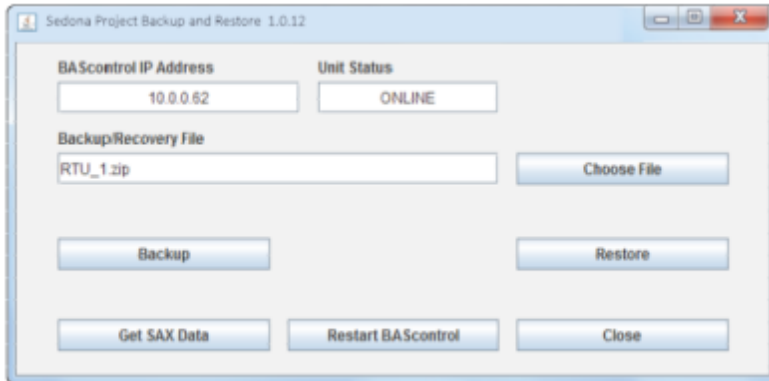 Sedona Project Backup and Restore 1.0.12
BAScontrol IP Address Unit Status
10.0.0.62 ONLINE
Backup/Recovery File
RTU_1.zip Choose File
Backup Restore
Get SAX Data Restart BAScontrol Close